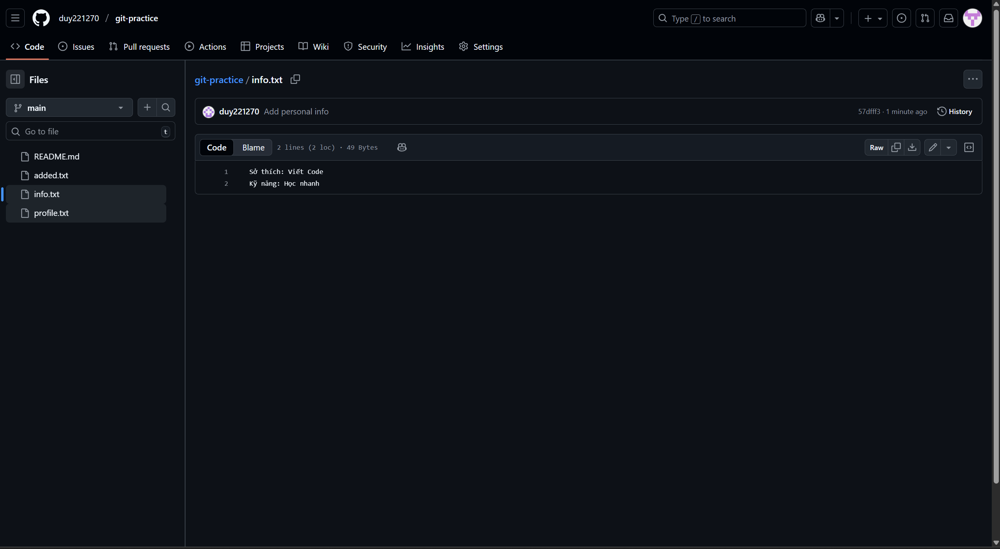 duy221270 / git-practice
Type / to search
Code Issues Pull requests Actions Projects Wiki Security Insights Settings
Files
main
Go to file t
README.md
added.txt
info.txt
profile.txt
git-practice / info.txt
duy221270 Add personal info
57dfff3 · 1 minute ago History
Code Blame 2 lines (2 loc) · 49 Bytes
Raw
1 Sở thích: Viết Code
2 Kỹ năng: Học nhanh